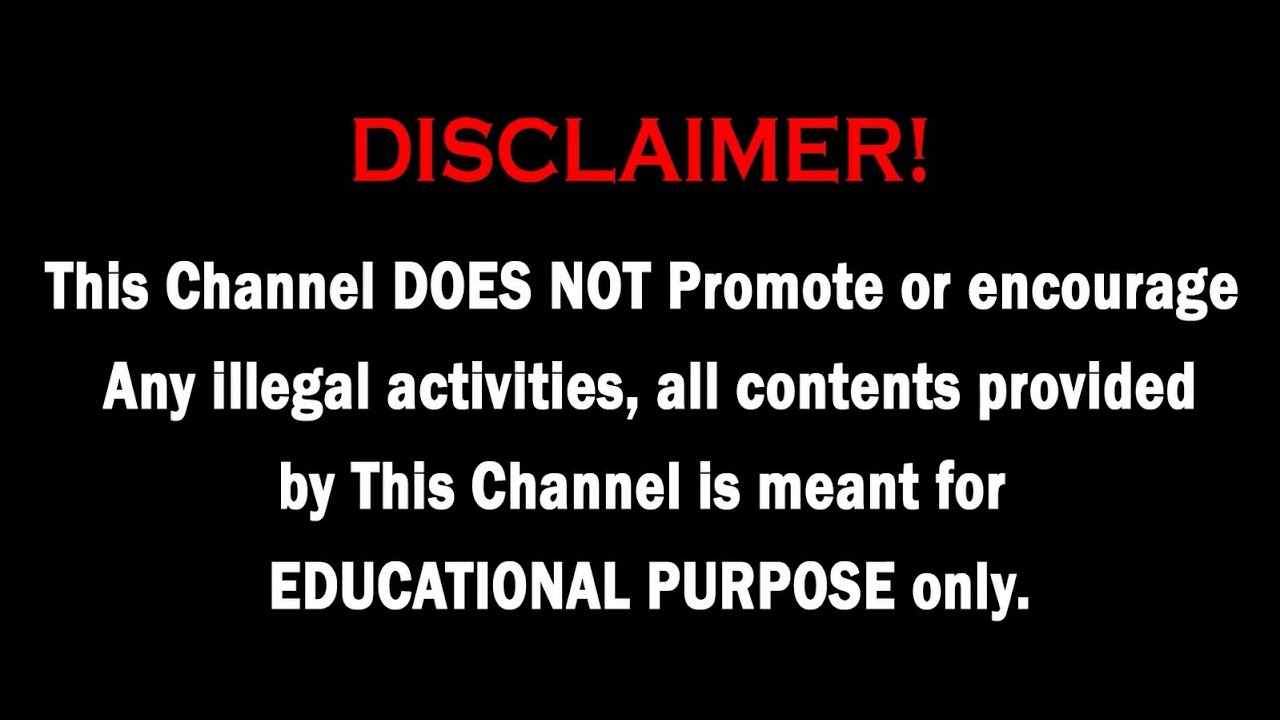 DISCLAIMER!
This Channel DOES NOT Promote or encourage
Any illegal activities, all contents provided
by This Channel is meant for
EDUCATIONAL PURPOSE only.